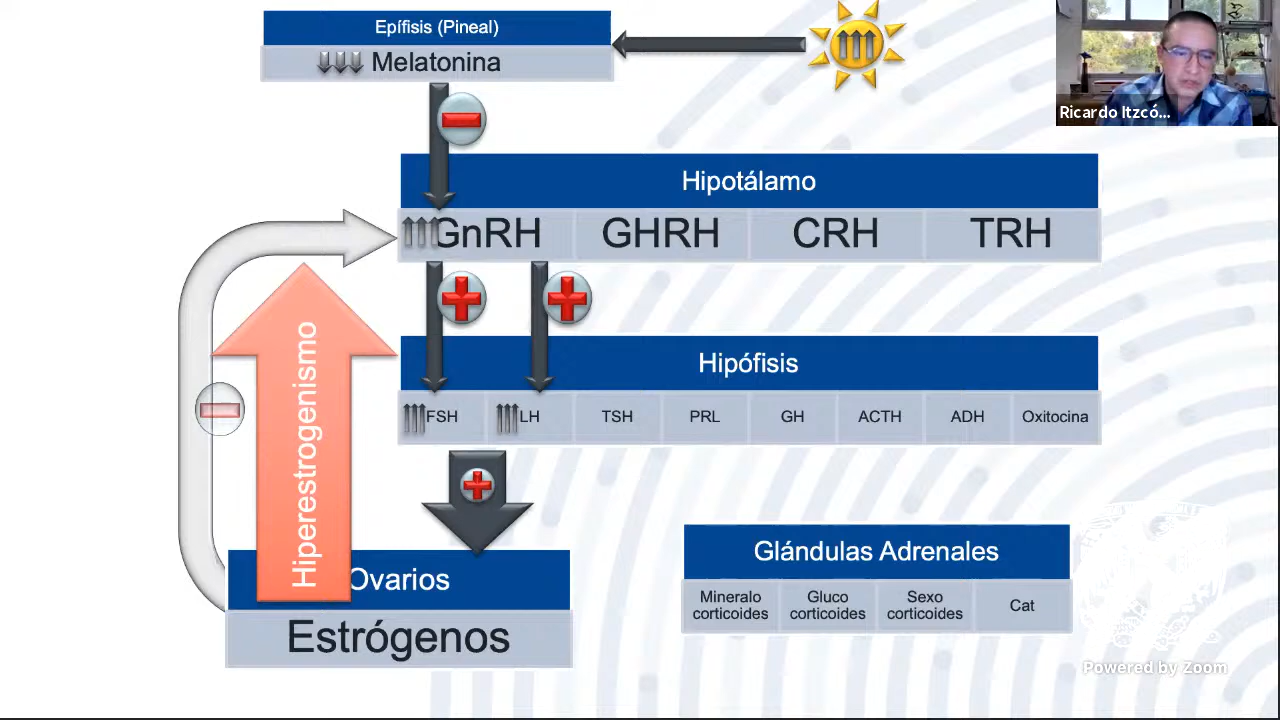 Epífisis (Pineal)
Melatonina
Ricardo Itzcó...
Hipotálamo
GnRH
GHRH
CRH
TRH
Hipófisis
FSH
LH
TSH
PRL
GH
ACTH
ADH
Oxitocina
Hiperestrogenismo
Ovarios
Estrógenos
Glándulas Adrenales
Mineralo
corticoides
Gluco
corticoides
Sexo
corticoides
Cat
Powered by Zoom